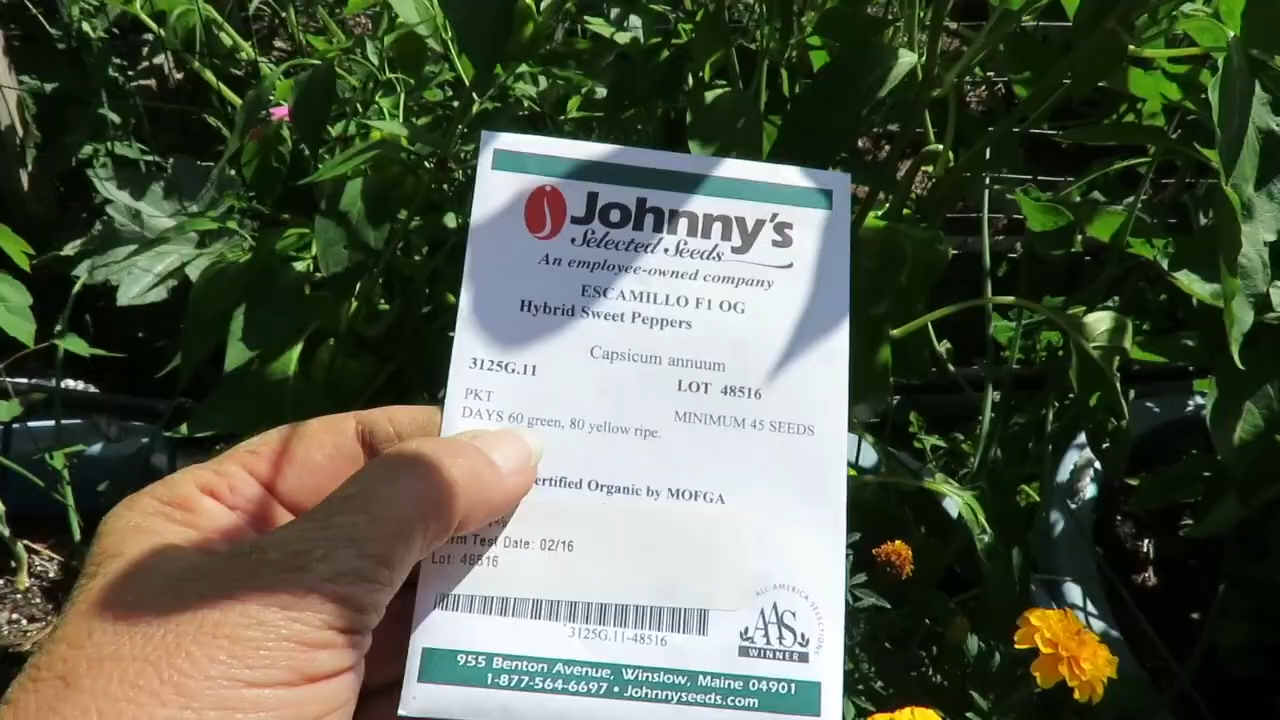 Johnny's
Selected Seeds
An employee-owned company
ESCAMILLO F1 OG
Hybrid Sweet Peppers
Capsicum annuum
3125G.11
LOT 48516
PKT
MINIMUM 45 SEEDS
DAYS 60 green, 80 yellow ripe.
ertified Organic by MOFGA
rm Test Date: 02/16
Lot: 48516
3125G.11-48516
ALL-AMERICA SELECTIONS
AAS
WINNER
955 Benton Avenue, Winslow, Maine 04901
1-877-564-6697 • Johnnyseeds.com